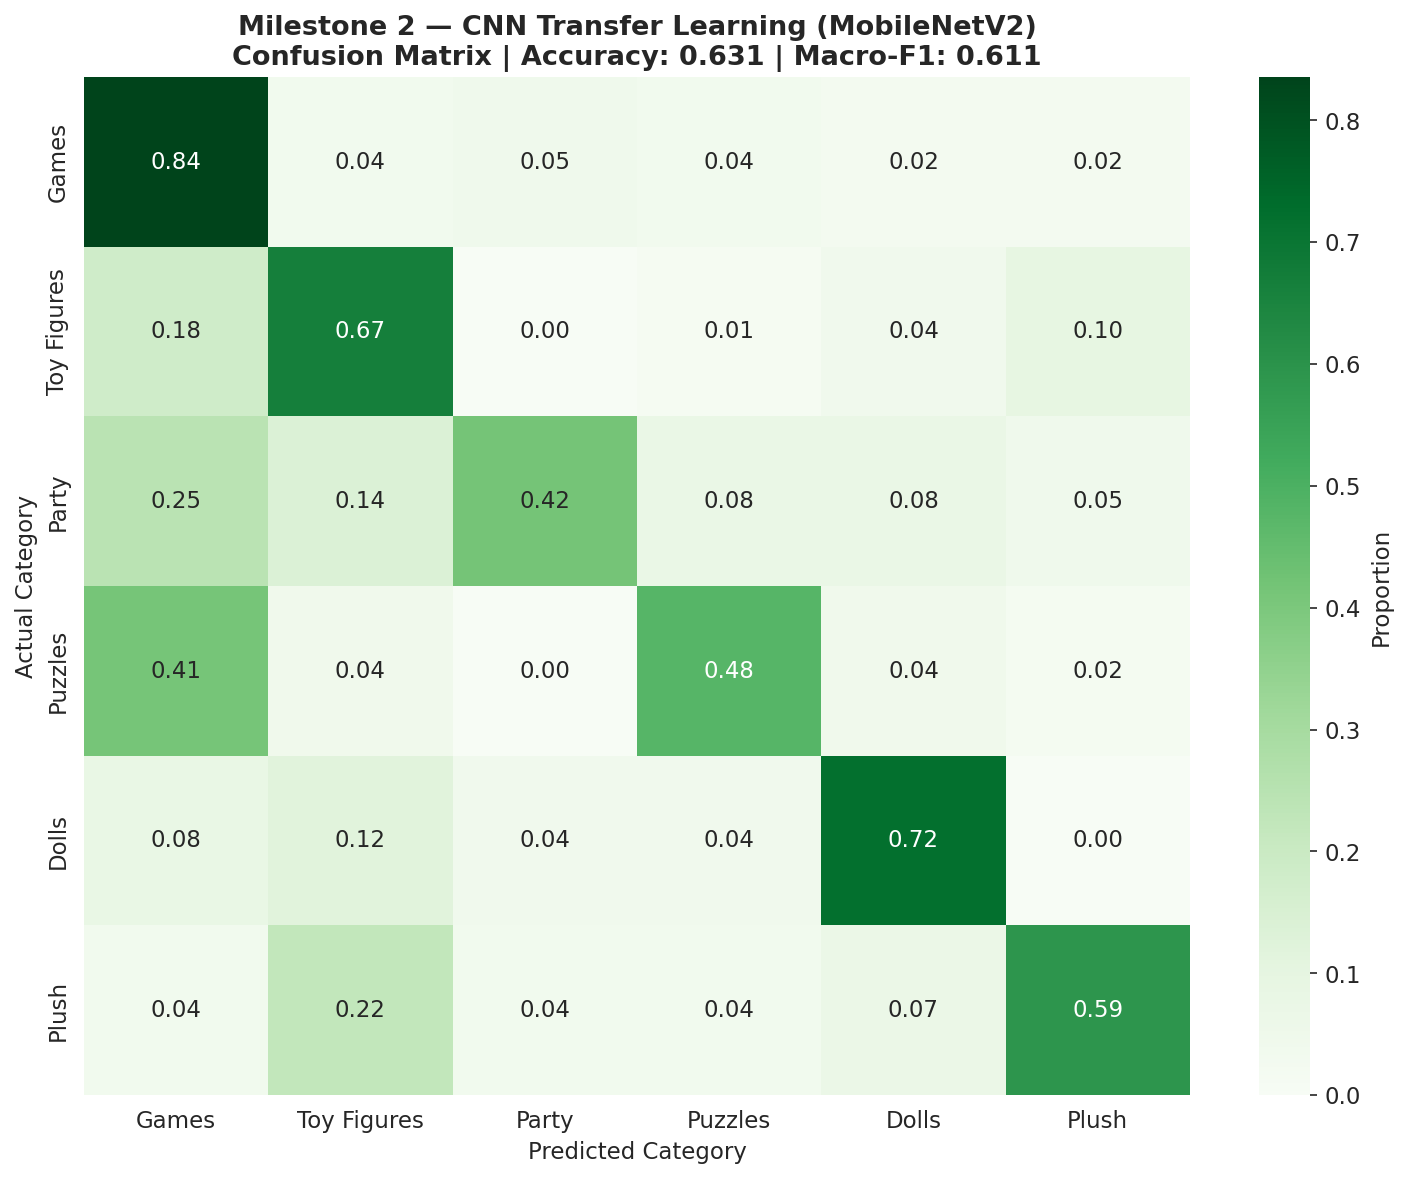 Milestone 2 — CNN Transfer Learning (MobileNetV2)
Confusion Matrix | Accuracy: 0.631 | Macro-F1: 0.611
Actual Category
Games 0.84 0.04 0.05 0.04 0.02 0.02
Toy Figures 0.18 0.67 0.00 0.01 0.04 0.10
Party 0.25 0.14 0.42 0.08 0.08 0.05
Puzzles 0.41 0.04 0.00 0.48 0.04 0.02
Dolls 0.08 0.12 0.04 0.04 0.72 0.00
Plush 0.04 0.22 0.04 0.04 0.07 0.59
Games Toy Figures Party Puzzles Dolls Plush
Predicted Category
0.8
0.7
0.6
0.5
0.4
0.3
0.2
0.1
0.0
Proportion